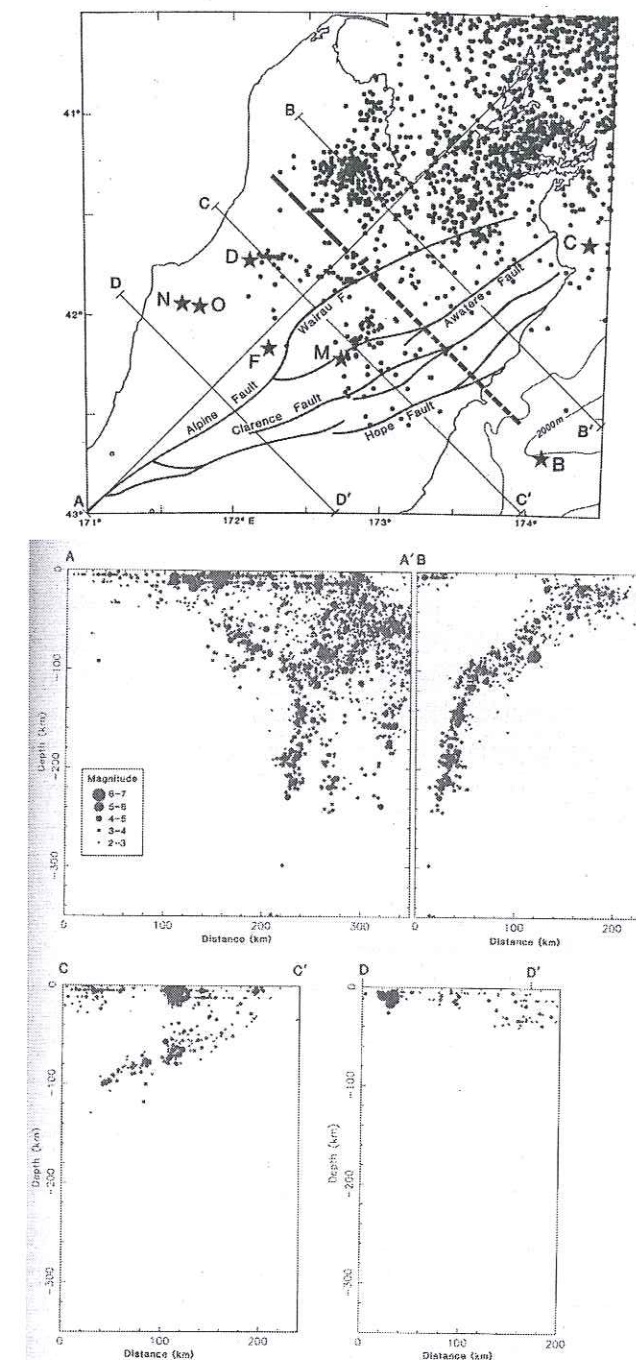 A'
41°
B
C
D
C
D
N
O
Wairau F
Awatere Fault
42°
F
M
Alpine Fault
Clarence Fault
Hope Fault
2000m
B'
B
A
43°
D'
C'
171°
172° E
173°
174°
A
A'
B
0
-100
-200
-300
Depth (km)
Magnitude
6-7
5-6
4-5
3-4
2-3
0
100
200
300
0
100
200
Distance (km)
Distance (km)
C
C'
D
D'
0
-100
-200
-300
Depth (km)
0
-100
-200
-300
Depth (km)
0
100
200
0
100
200
Distance (km)
Distance (km)